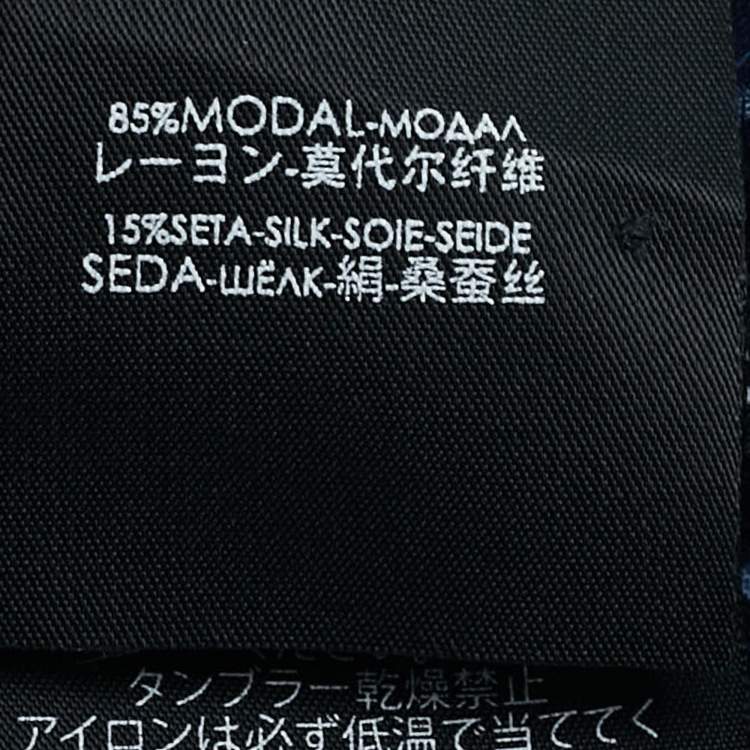 85%MODAL-МОДАЛ
レーヨン-莫代尔纤维
15%SETA-SILK-SOIE-SEIDE
SEDA-ШЁЛК-絹-桑蚕丝
タンブラー乾燥禁止
アイロンは必ず低温で当ててく